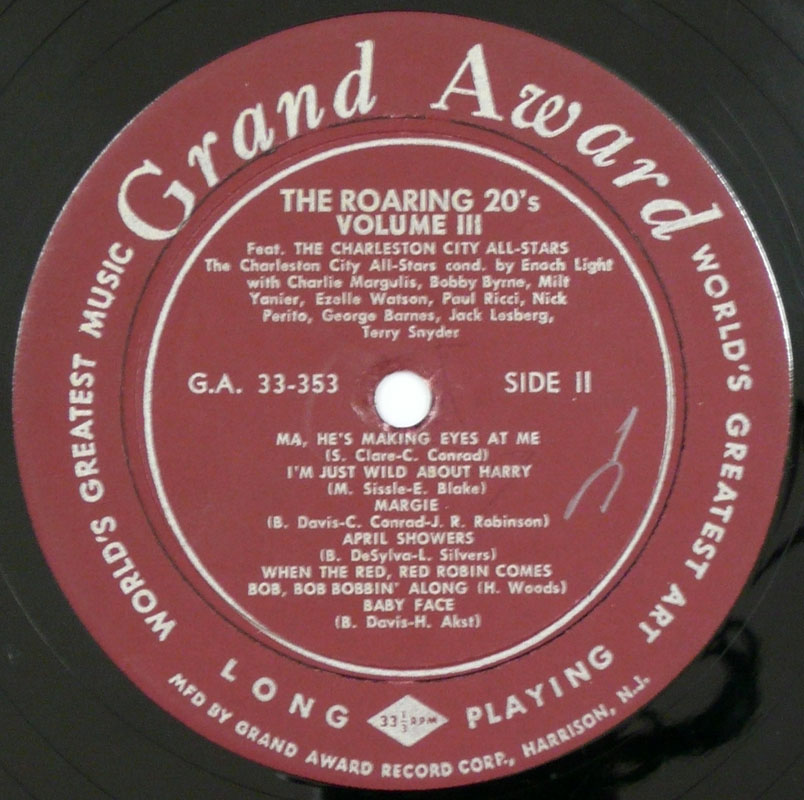 Grand Award
WORLD'S GREATEST MUSIC
WORLD'S GREATEST ART
THE ROARING 20's
VOLUME III
Feat. THE CHARLESTON CITY ALL-STARS
The Charleston City All-Stars cond. by Enoch Light
with Charlie Margulis, Bobby Byrne, Milt
Yanier, Ezelle Watson, Paul Ricci, Nick
Perito, George Barnes, Jack Lesberg,
Terry Snyder
G.A. 33-353
SIDE II
MA, HE'S MAKING EYES AT ME
(S. Clare-C. Conrad)
I'M JUST WILD ABOUT HARRY
(M. Sissle-E. Blake)
MARGIE
(B. Davis-C. Conrad-J. R. Robinson)
APRIL SHOWERS
(B. DeSylva-L. Silvers)
WHEN THE RED, RED ROBIN COMES
BOB, BOB BOBBIN' ALONG (H. Woods)
BABY FACE
(B. Davis-H. Akst)
LONG 33 1/3 RPM PLAYING
MFD BY GRAND AWARD RECORD CORP., HARRISON, N.J.